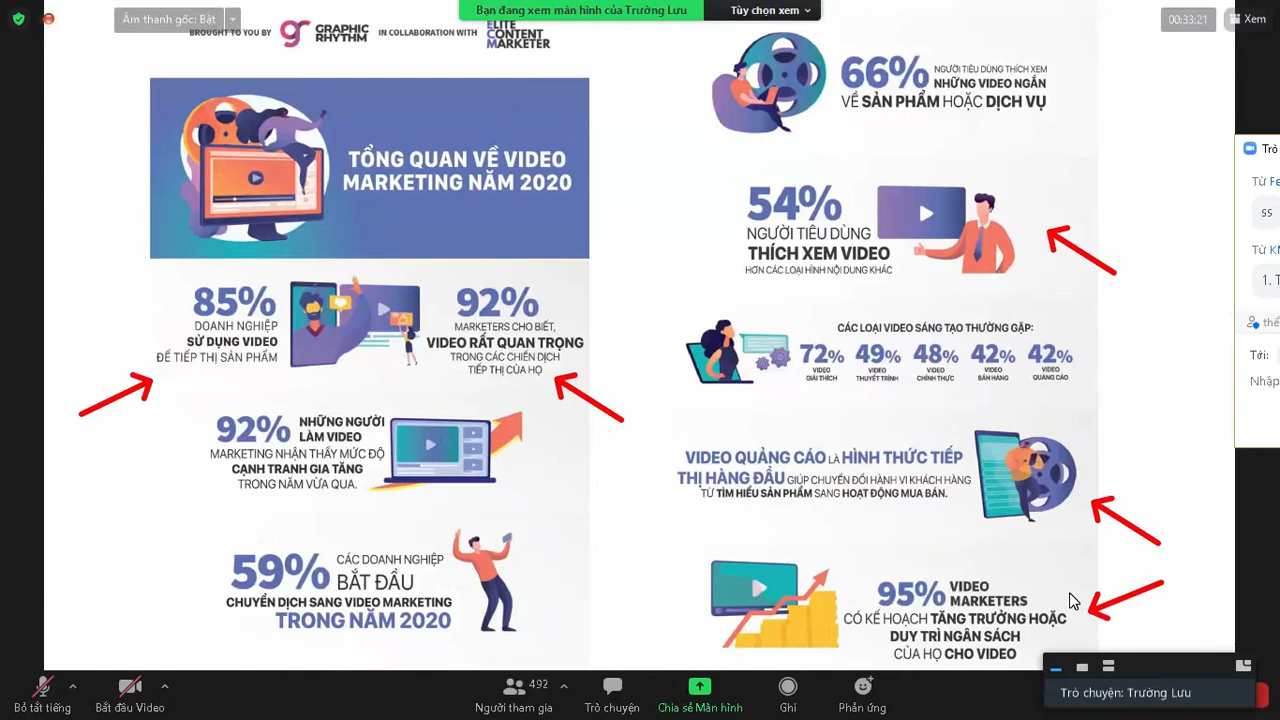 Âm thanh gốc: Bật
Bạn đang xem màn hình của Trường Lưu
Tùy chọn xem
00:33:21
Xem
BROUGHT TO YOU BY
gr GRAPHIC RHYTHM
IN COLLABORATION WITH
ELITE
CONTENT
MARKETER
TỔNG QUAN VỀ VIDEO
MARKETING NĂM 2020
85%
DOANH NGHIỆP
SỬ DỤNG VIDEO
ĐỂ TIẾP THỊ SẢN PHẨM
92%
MARKETERS CHO BIẾT,
VIDEO RẤT QUAN TRỌNG
TRONG CÁC CHIẾN DỊCH
TIẾP THỊ CỦA HỌ
92% NHỮNG NGƯỜI
LÀM VIDEO
MARKETING NHẬN THẤY MỨC ĐỘ
CẠNH TRANH GIA TĂNG
TRONG NĂM VỪA QUA.
59% CÁC DOANH NGHIỆP
BẮT ĐẦU
CHUYỂN DỊCH SANG VIDEO MARKETING
TRONG NĂM 2020
66% NGƯỜI TIÊU DÙNG THÍCH XEM
NHỮNG VIDEO NGẮN
VỀ SẢN PHẨM HOẶC DỊCH VỤ
54%
NGƯỜI TIÊU DÙNG
THÍCH XEM VIDEO
HƠN CÁC LOẠI HÌNH NỘI DUNG KHÁC
CÁC LOẠI VIDEO SÁNG TẠO THƯỜNG GẶP:
72% 49% 48% 42% 42%
VIDEO VIDEO VIDEO VIDEO VIDEO
GIẢI THÍCH THUYẾT TRÌNH CHÍNH THỰC BÁN HÀNG QUẢNG CÁO
VIDEO QUẢNG CÁO LÀ HÌNH THỨC TIẾP
THỊ HÀNG ĐẦU GIÚP CHUYỂN ĐỔI HÀNH VI KHÁCH HÀNG
TỪ TÌM HIỂU SẢN PHẨM SANG HOẠT ĐỘNG MUA BÁN.
95% VIDEO
MARKETERS
CÓ KẾ HOẠCH TĂNG TRƯỞNG HOẶC
DUY TRÌ NGÂN SÁCH
CỦA HỌ CHO VIDEO
Trò
Từ Fe
ss
Từ
Tới:
Nhập
Trò chuyện: Trường Lưu
Bỏ tắt tiếng
Bắt đầu Video
492
Người tham gia
Trò chuyện
Chia sẻ Màn hình
Ghi
Phản ứng